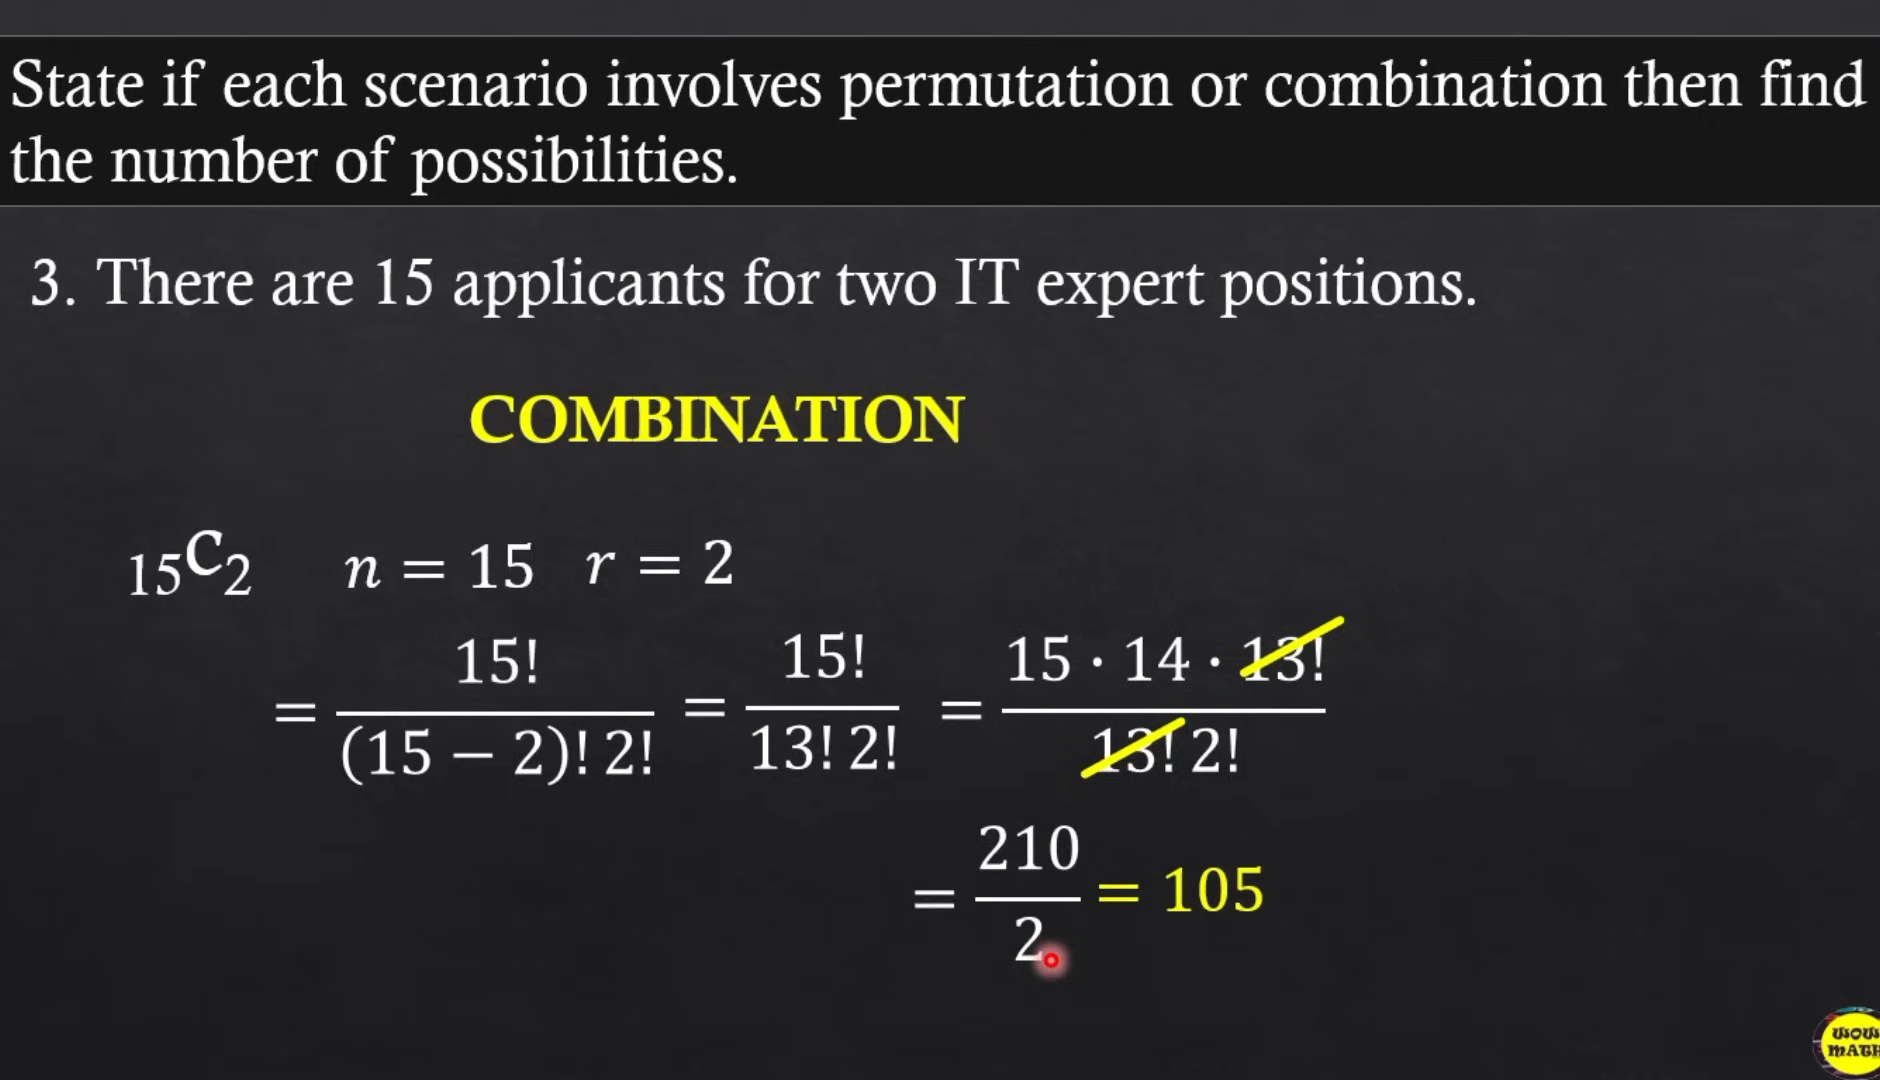 State if each scenario involves permutation or combination then find
the number of possibilities.
3. There are 15 applicants for two IT expert positions.
COMBINATION
₁₅C₂ n = 15 r = 2
= 15! / (15 − 2)! 2! = 15! / 13! 2! = 15 · 14 · 13! / 13! 2!
= 210 / 2 = 105
WOW
MATH